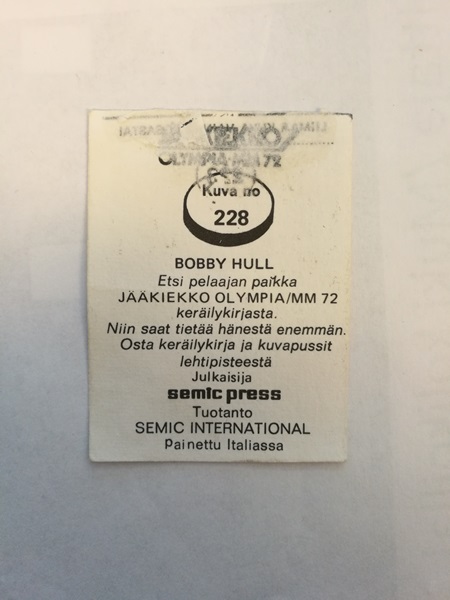 OLYMPIA/MM 72
Kuva no
228
BOBBY HULL
Etsi pelaajan paikka
JÄÄKIEKKO OLYMPIA/MM 72
keräilykirjasta.
Niin saat tietää hänestä enemmän.
Osta keräilykirja ja kuvapussit
lehtipisteestä
Julkaisija
semic press
Tuotanto
SEMIC INTERNATIONAL
Painettu Italiassa